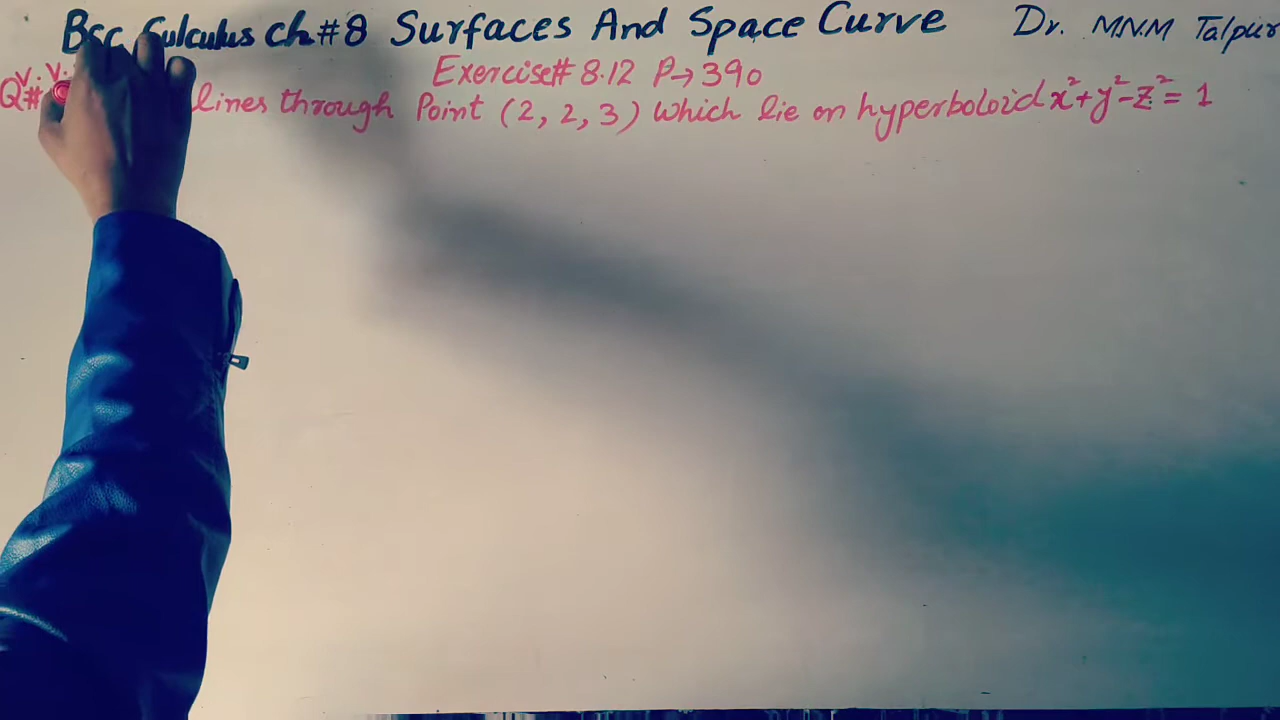 Bsc Culculus ch#8 Surfaces And Space Curve Dr. MNM Talpur
Exercise# 8.12 P→390
V.V.
Q# lines through Point (2, 2, 3) Which lie on hyperboloid x²+y²-z² = 1